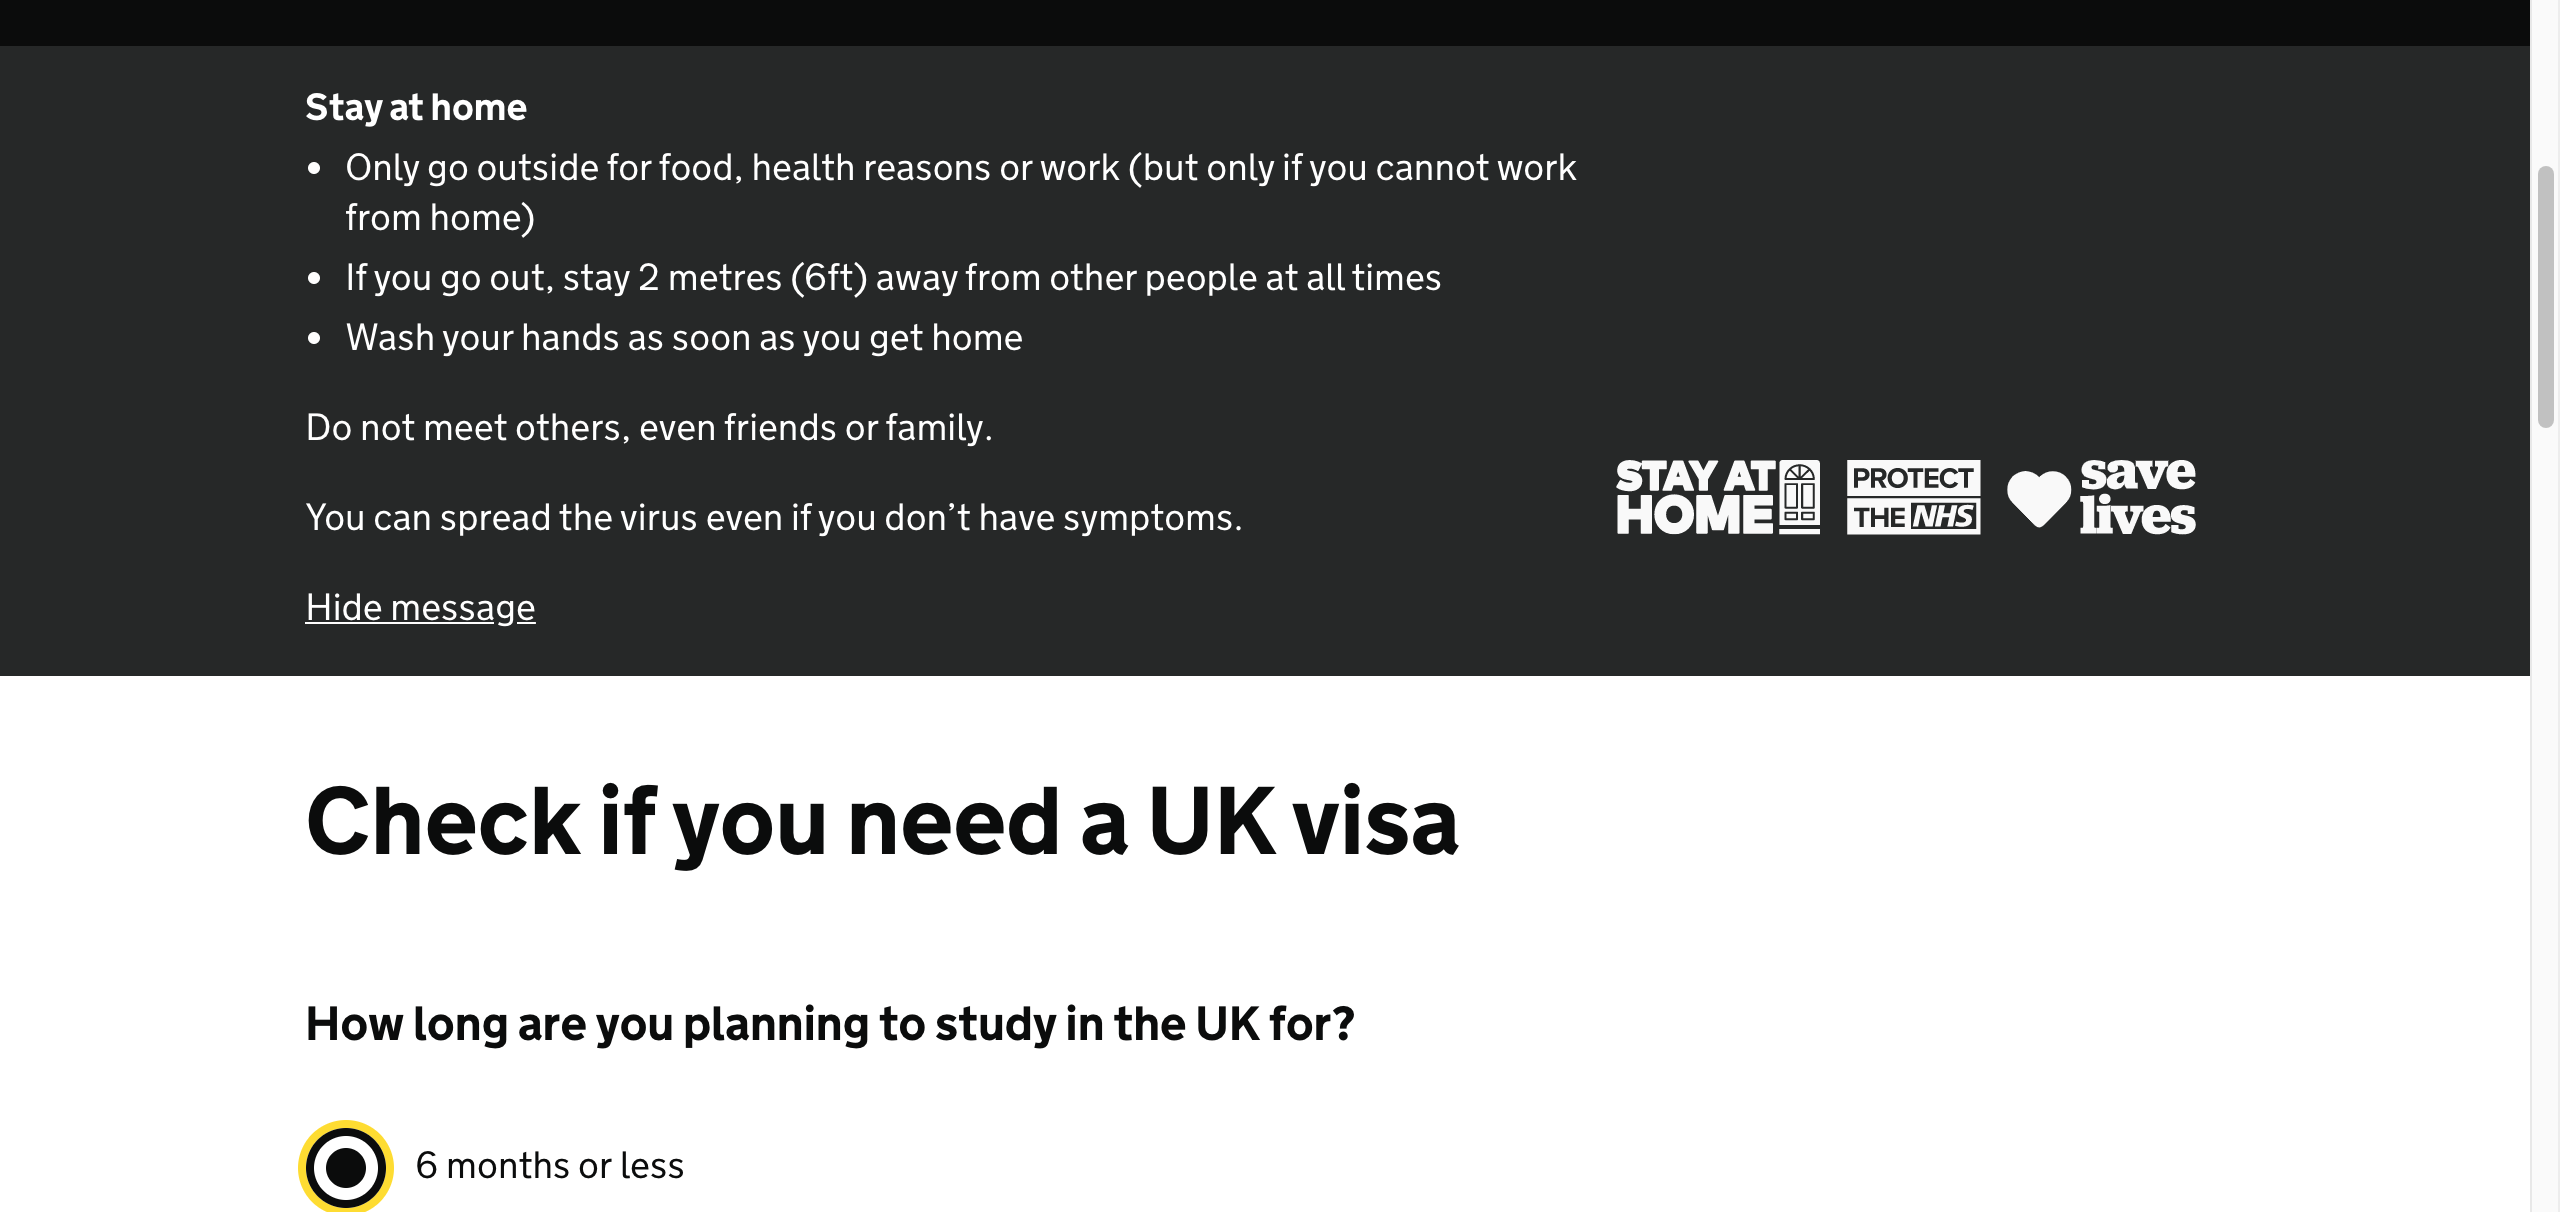 Stay at home
Only go outside for food, health reasons or work (but only if you cannot work
from home)
If you go out, stay 2 metres (6ft) away from other people at all times
Wash your hands as soon as you get home
Do not meet others, even friends or family.
You can spread the virus even if you don’t have symptoms.
Hide message
STAY AT
HOME
PROTECT
THE NHS
save
lives
Check if you need a UK visa
How long are you planning to study in the UK for?
6 months or less